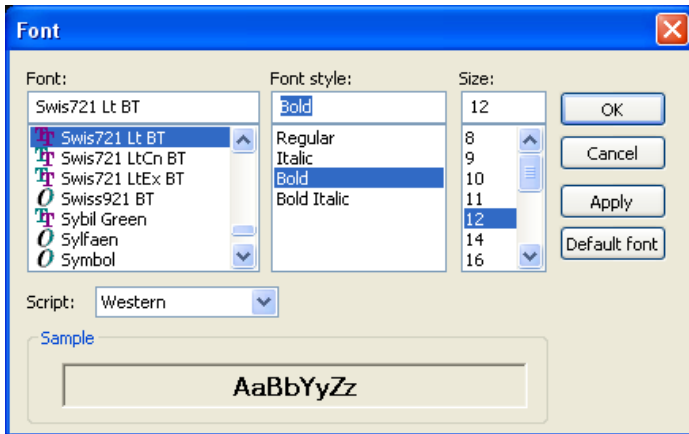 Font
Font: Font style: Size:
Swis721 Lt BT Bold 12 OK
Swis721 Lt BT Regular 8
Swis721 LtCn BT Italic 9 Cancel
Swis721 LtEx BT Bold 10
Swiss921 BT Bold Italic 11 Apply
Sybil Green 12
Sylfaen 14 Default font
Symbol 16
Script: Western
Sample
AaBbYyZz